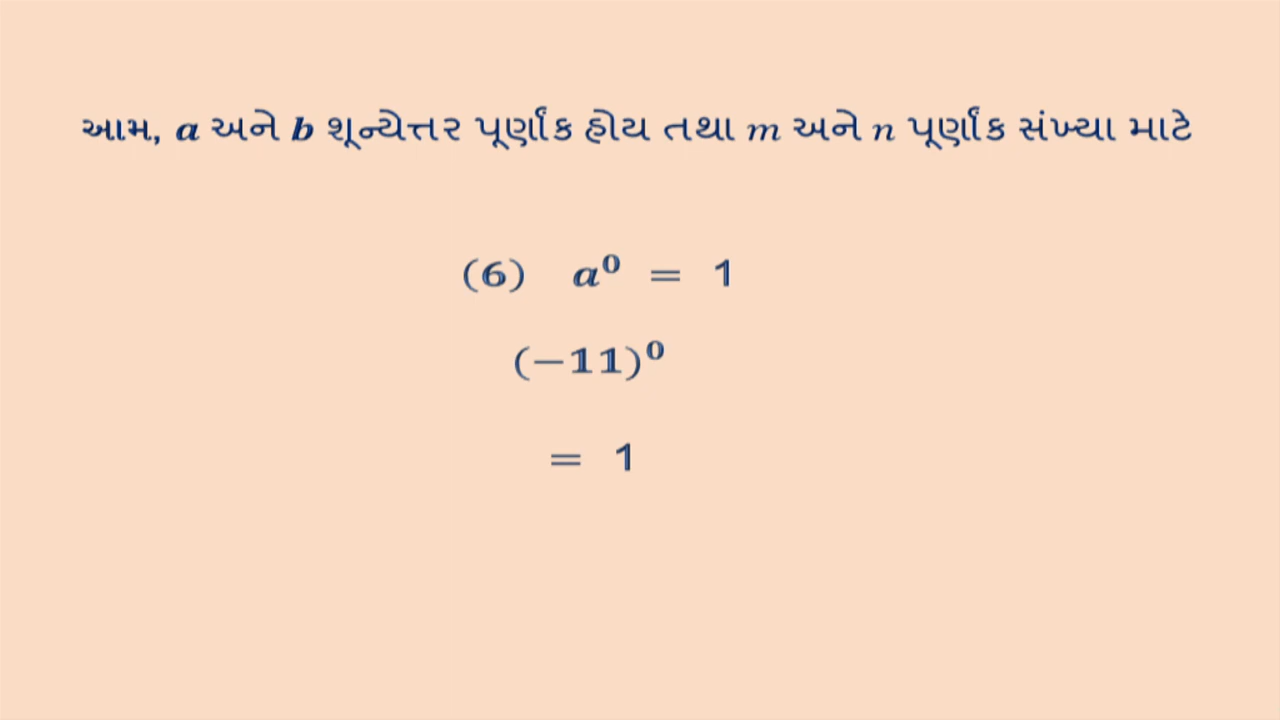 આમ, a અને b શૂન્યેત્તર પૂર્ણાંક હોય તથા m અને n પૂર્ણાંક સંખ્યા માટે
(6) a⁰ = 1
(−11)⁰
= 1